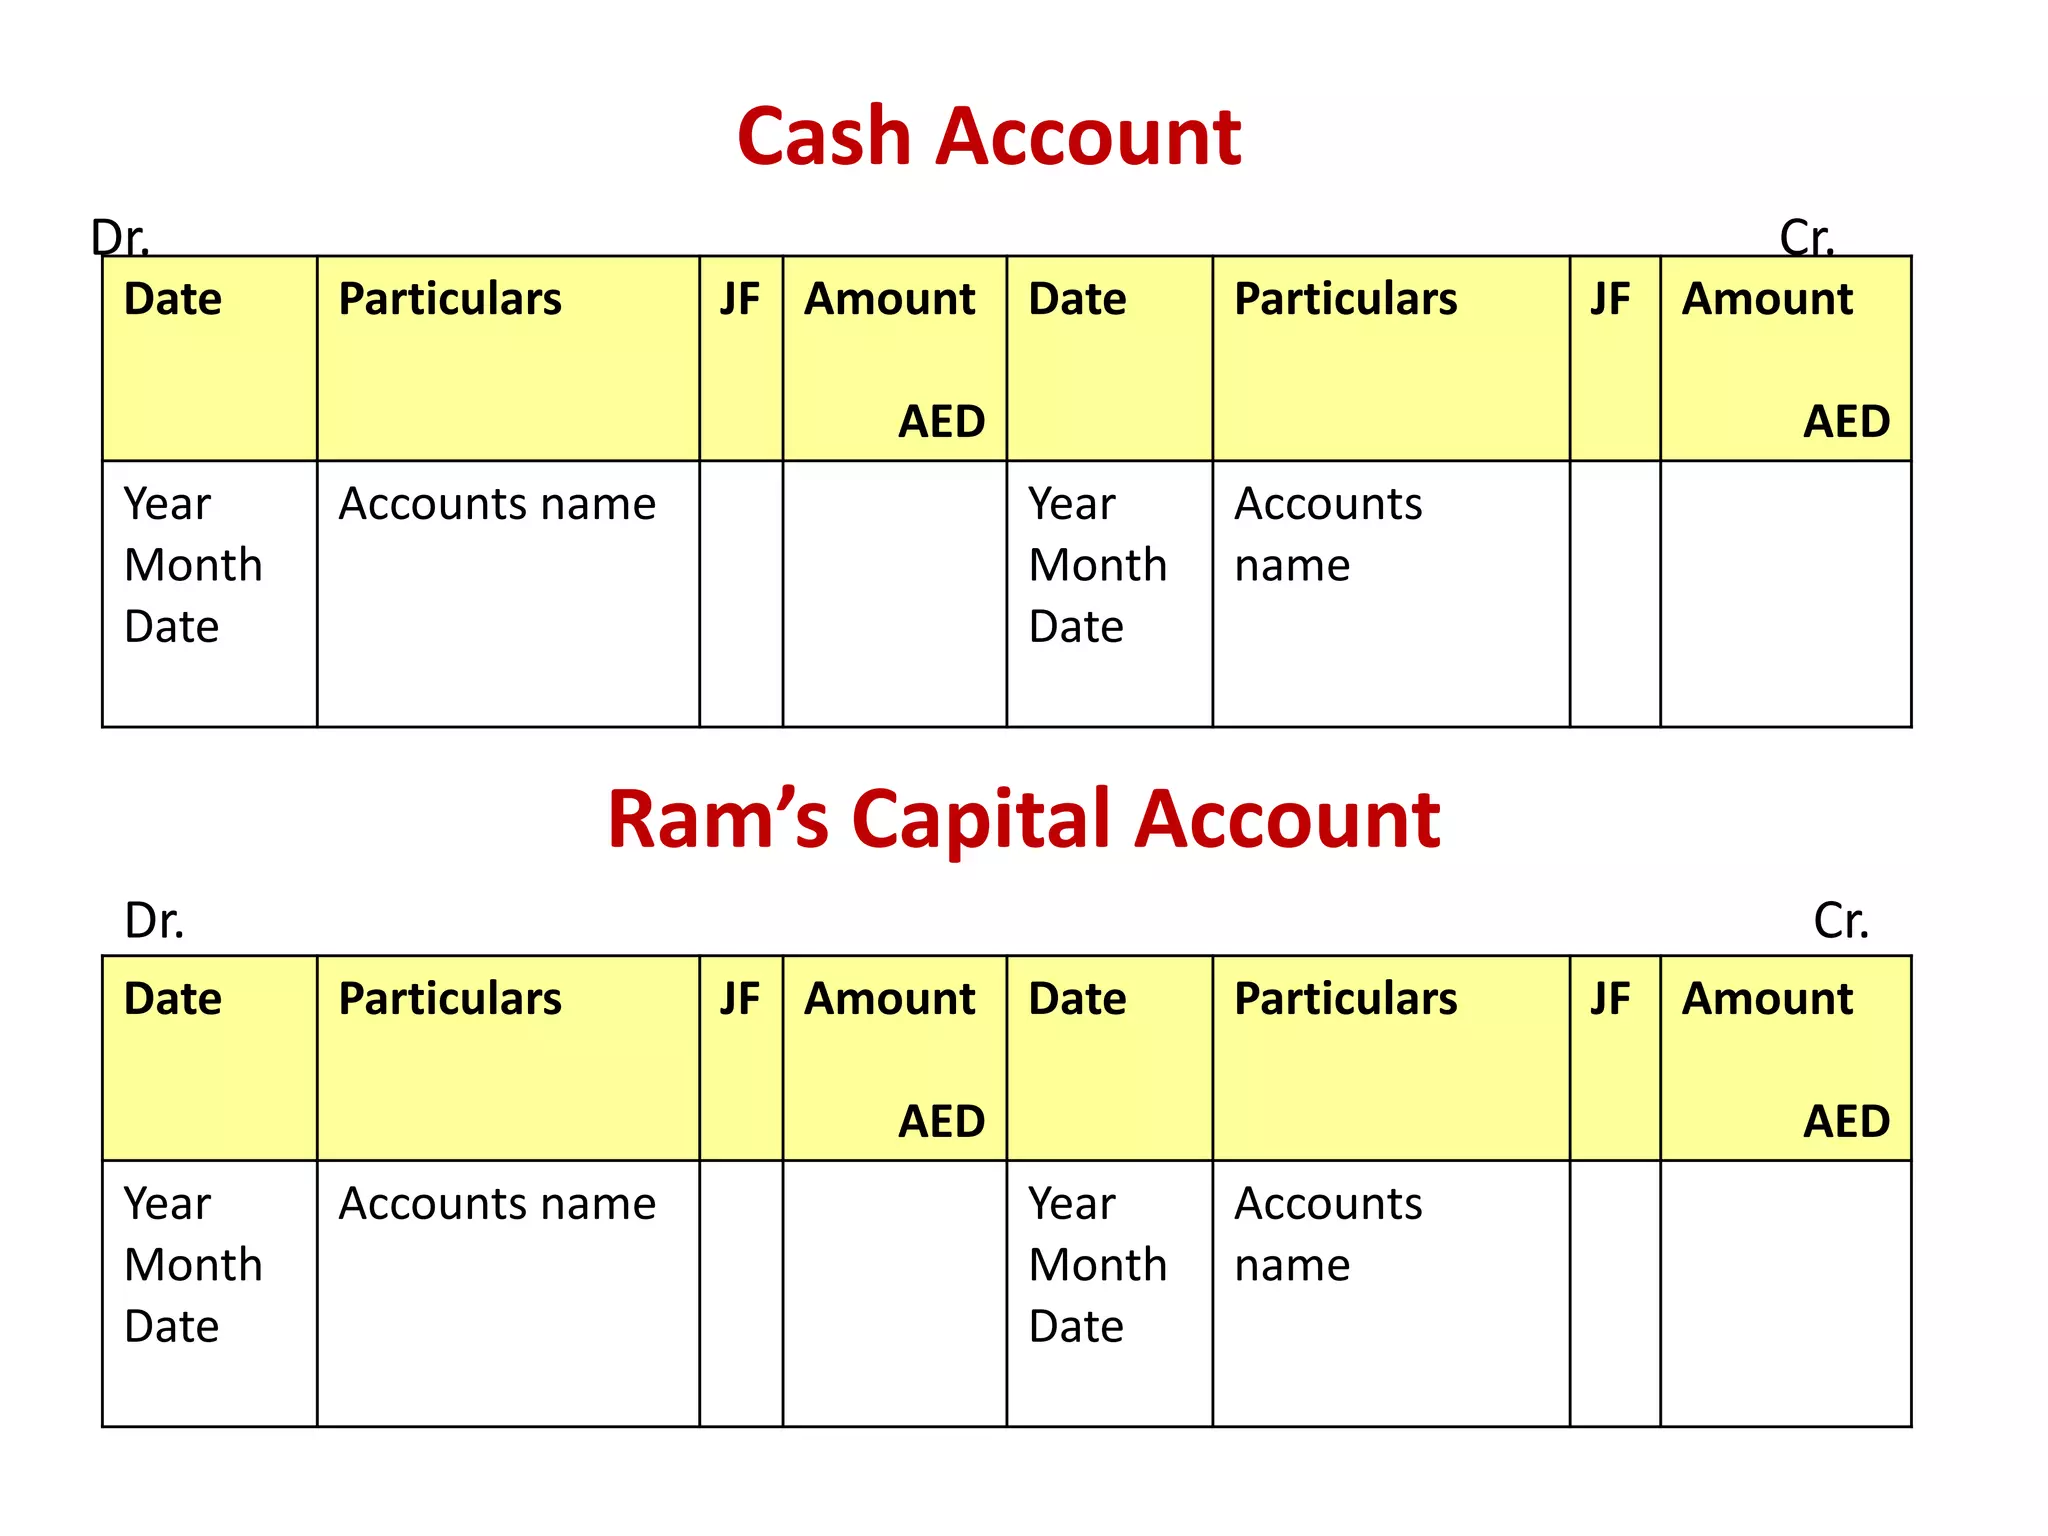 Cash Account
Dr. Cr.
Date Particulars JF Amount Date Particulars JF Amount
AED AED
Year Accounts name Year Accounts
Month Month name
Date Date
Ram’s Capital Account
Dr. Cr.
Date Particulars JF Amount Date Particulars JF Amount
AED AED
Year Accounts name Year Accounts
Month Month name
Date Date